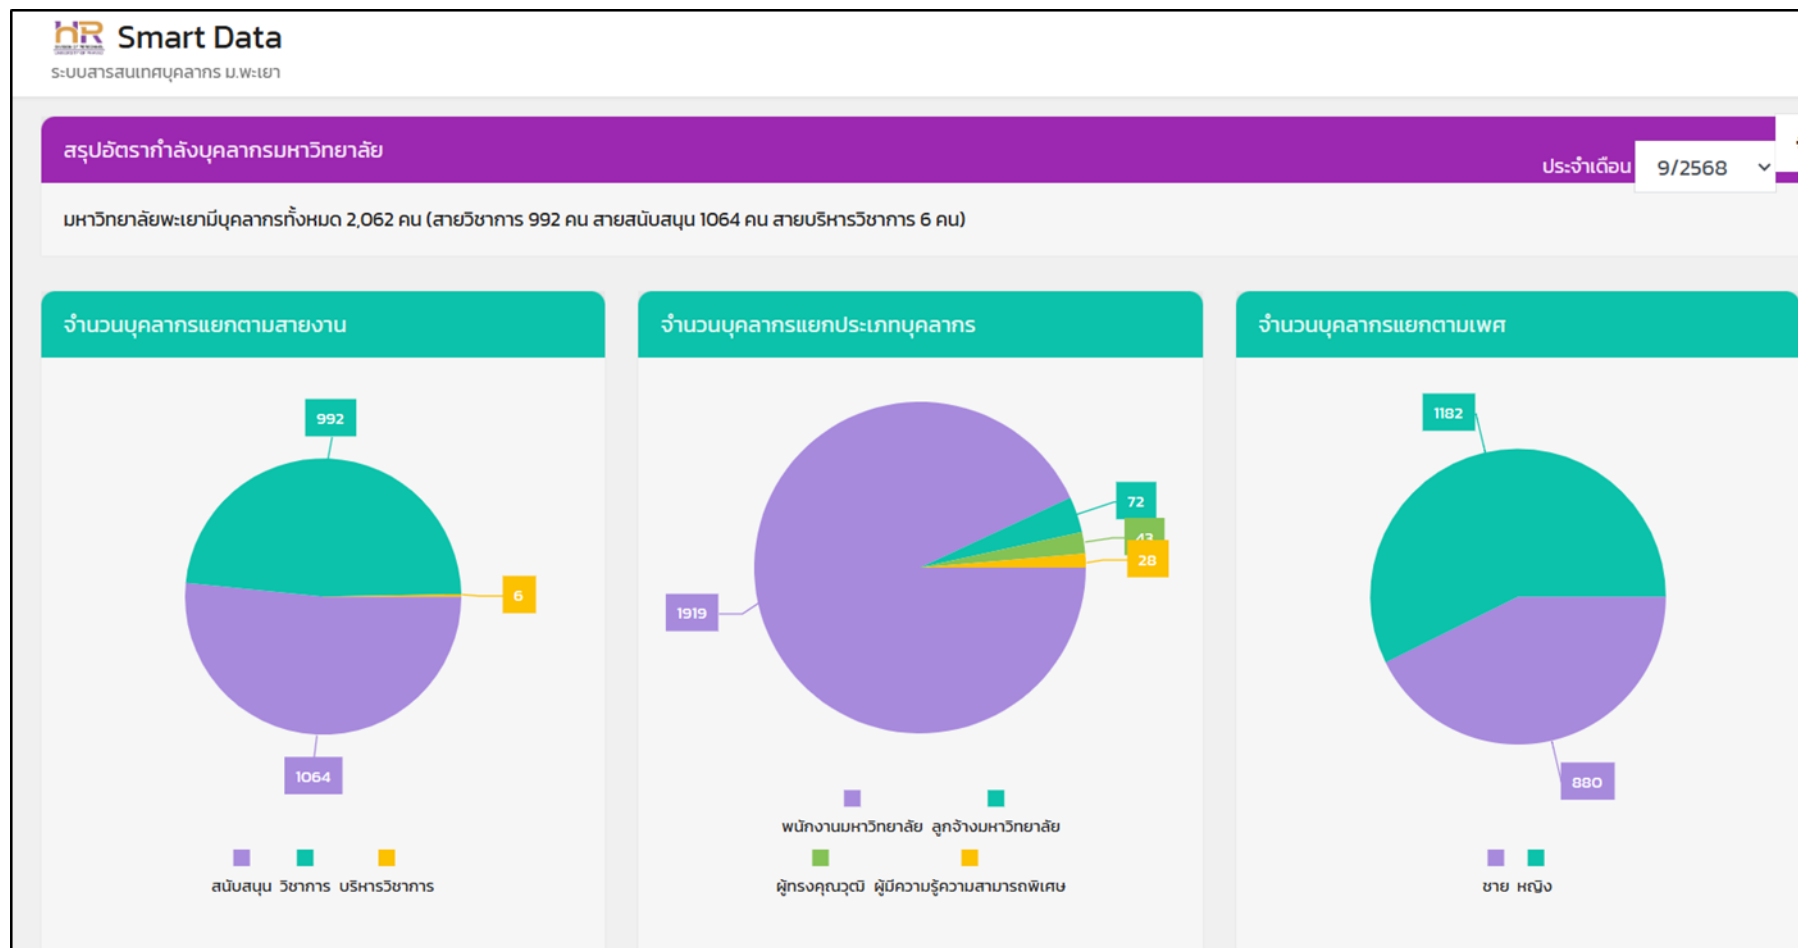 HR Smart Data
ระบบสารสนเทศบุคลากร ม.พะเยา
สรุปอัตรากำลังบุคลากรมหาวิทยาลัย
ประจำเดือน 9/2568
มหาวิทยาลัยพะเยามีบุคลากรทั้งหมด 2,062 คน (สายวิชาการ 992 คน สายสนับสนุน 1064 คน สายบริหารวิชาการ 6 คน)
จำนวนบุคลากรแยกตามสายงาน
992
6
1064
สนับสนุน วิชาการ บริหารวิชาการ
จำนวนบุคลากรแยกประเภทบุคลากร
72
43
28
1919
พนักงานมหาวิทยาลัย ลูกจ้างมหาวิทยาลัย
ผู้ทรงคุณวุฒิ ผู้มีความรู้ความสามารถพิเศษ
จำนวนบุคลากรแยกตามเพศ
1182
880
ชาย หญิง